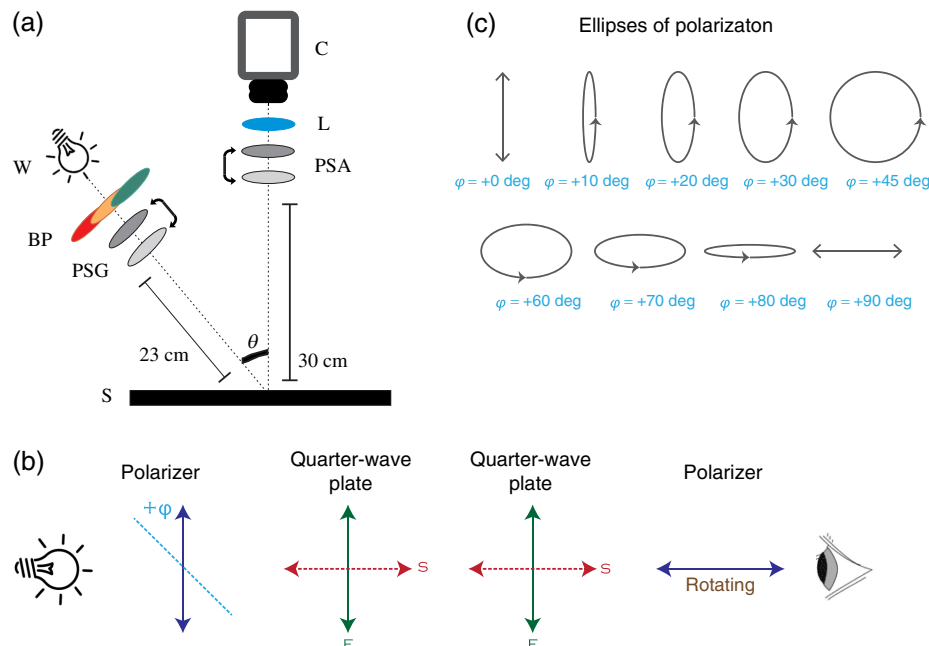 (a)
C
L
PSA
W
BP
PSG
θ
23 cm
30 cm
S
(c)
Ellipses of polarizaton
φ = +0 deg
φ = +10 deg
φ = +20 deg
φ = +30 deg
φ = +45 deg
φ = +60 deg
φ = +70 deg
φ = +80 deg
φ = +90 deg
(b)
Polarizer
+φ
Quarter-wave
plate
S
F
Quarter-wave
plate
S
F
Polarizer
Rotating